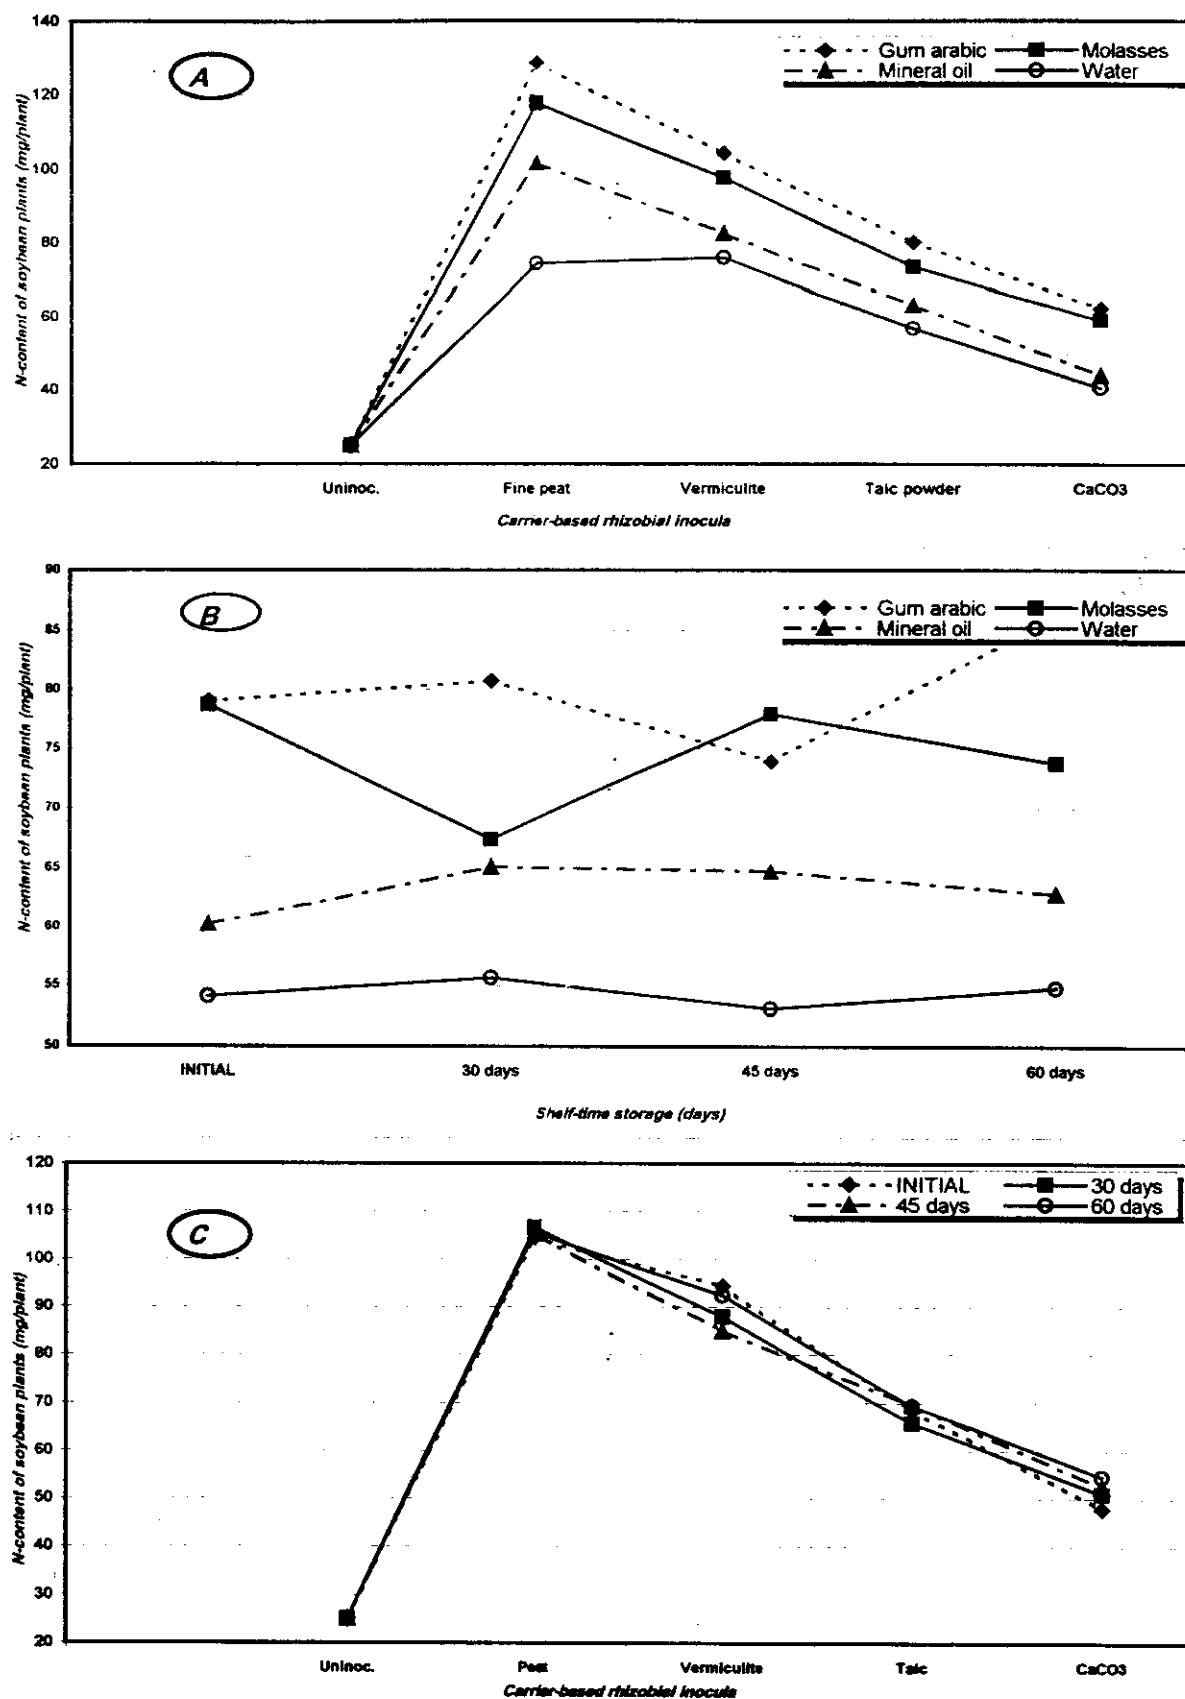 140
120
100
80
60
40
20
N-content of soybean plants (mg/plant)
A
Gum arabic Molasses
Mineral oil Water
Uninoc. Fine peat Vermiculite Talc powder CaCO3
Carrier-based rhizobial inocula
90
85
80
75
70
65
60
55
50
N-content of soybean plants (mg/plant)
B
Gum arabic Molasses
Mineral oil Water
INITIAL 30 days 45 days 60 days
Shelf-time storage (days)
120
110
100
90
80
70
60
50
40
30
20
N-content of soybean plants (mg/plant)
C
INITIAL 30 days
45 days 60 days
Uninoc. Peat Vermiculite Talc CaCO3
Carrier-based rhizobial inocula